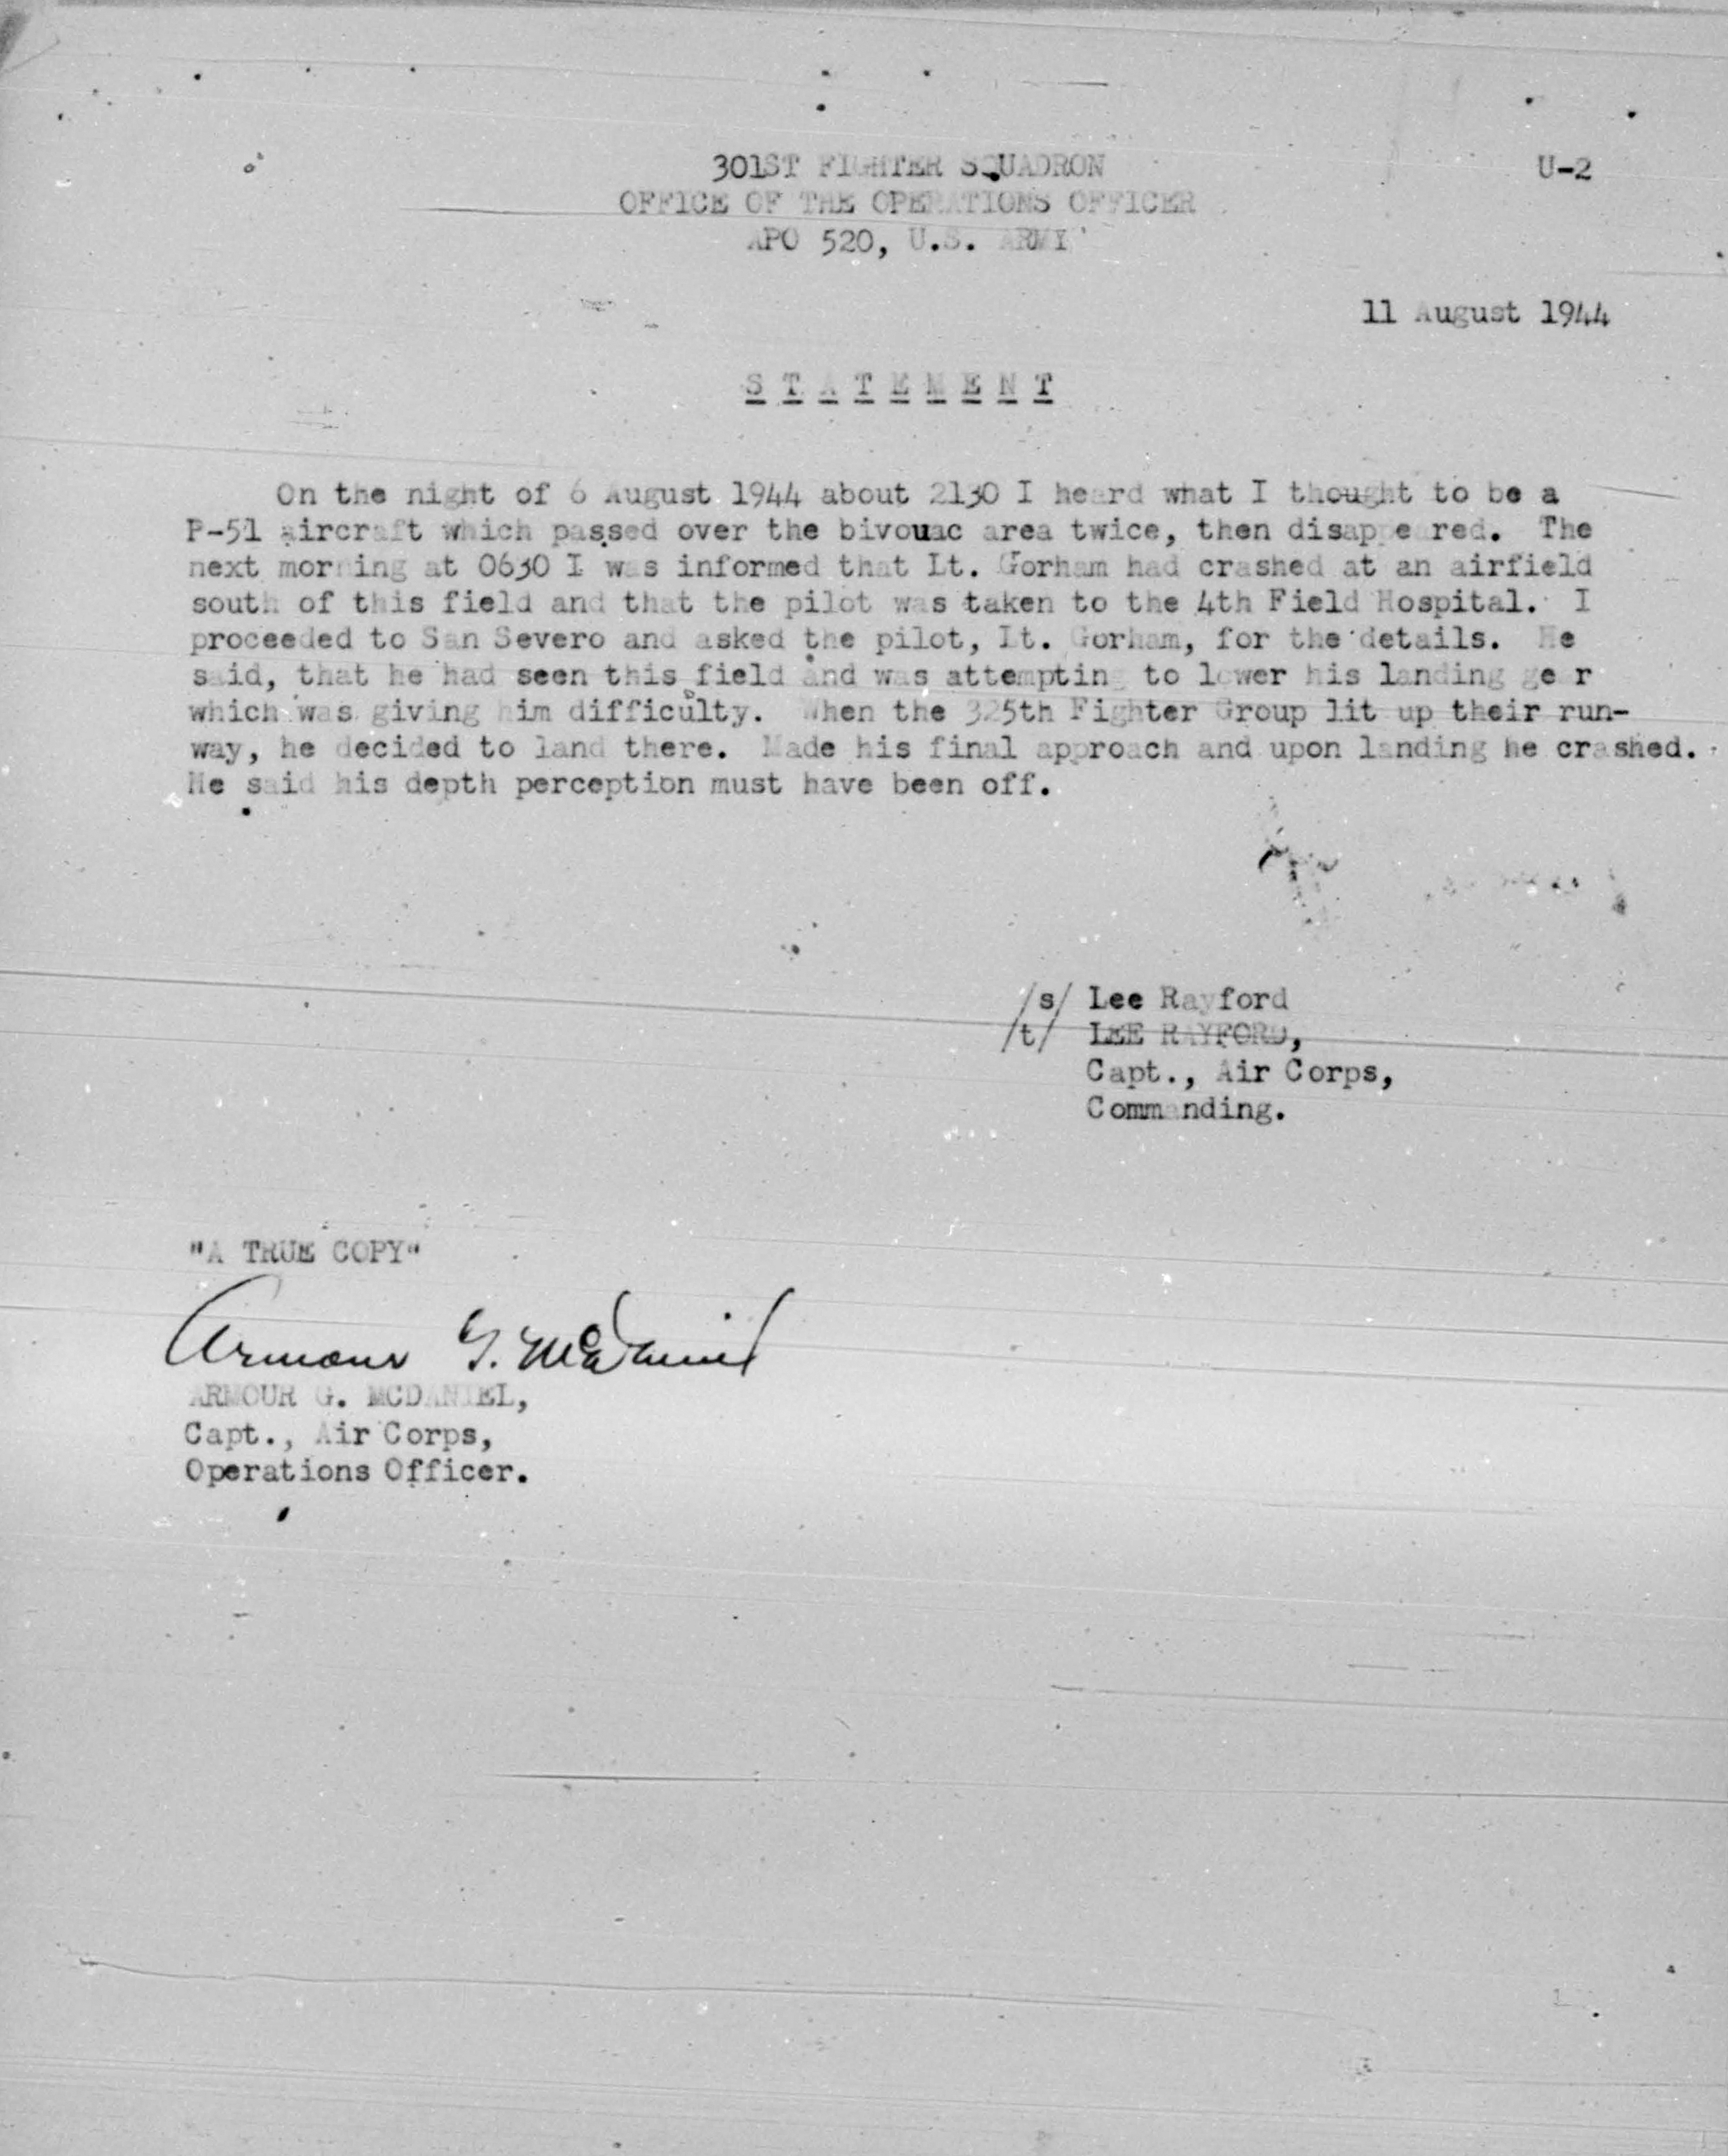 301ST FIGHTER SQUADRON
U-2
OFFICE OF THE OPERATIONS OFFICER
APO 520, U.S. ARMY
11 August 1944
S T A T E M E N T
On the night of 6 August 1944 about 2130 I heard what I thought to be a
P-51 aircraft which passed over the bivouac area twice, then disappeared. The
next morning at 0630 I was informed that Lt. Gorham had crashed at an airfield
south of this field and that the pilot was taken to the 4th Field Hospital. I
proceeded to San Severo and asked the pilot, Lt. Gorham, for the details. He
said, that he had seen this field and was attempting to lower his landing gear
which was giving him difficulty. When the 325th Fighter Group lit up their run-
way, he decided to land there. Made his final approach and upon landing he crashed.
He said his depth perception must have been off.
/s/ Lee Rayford
/t/ LEE RAYFORD,
Capt., Air Corps,
Commanding.
"A TRUE COPY"
Armour G. McDaniel
ARMOUR G. MCDANIEL,
Capt., Air Corps,
Operations Officer.